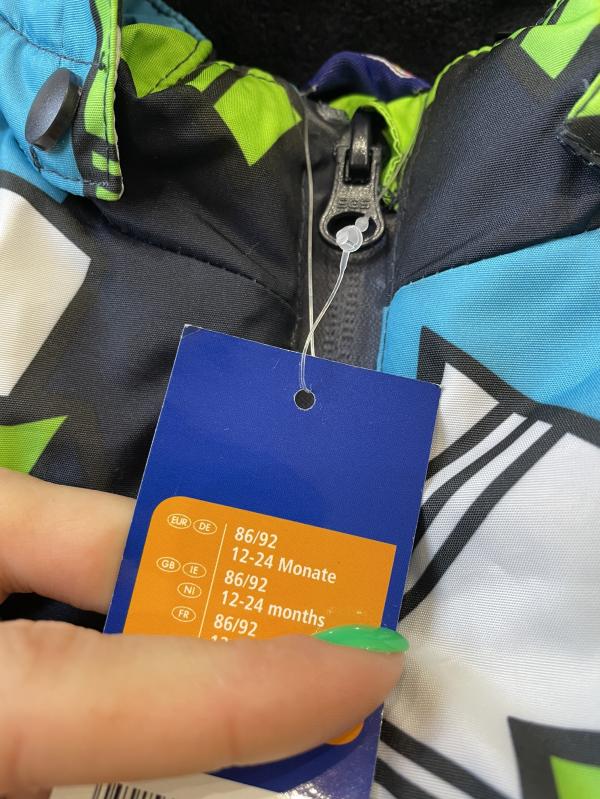 EUR DE 86/92
12-24 Monate
GB IE 86/92
NI 12-24 months
FR 86/92